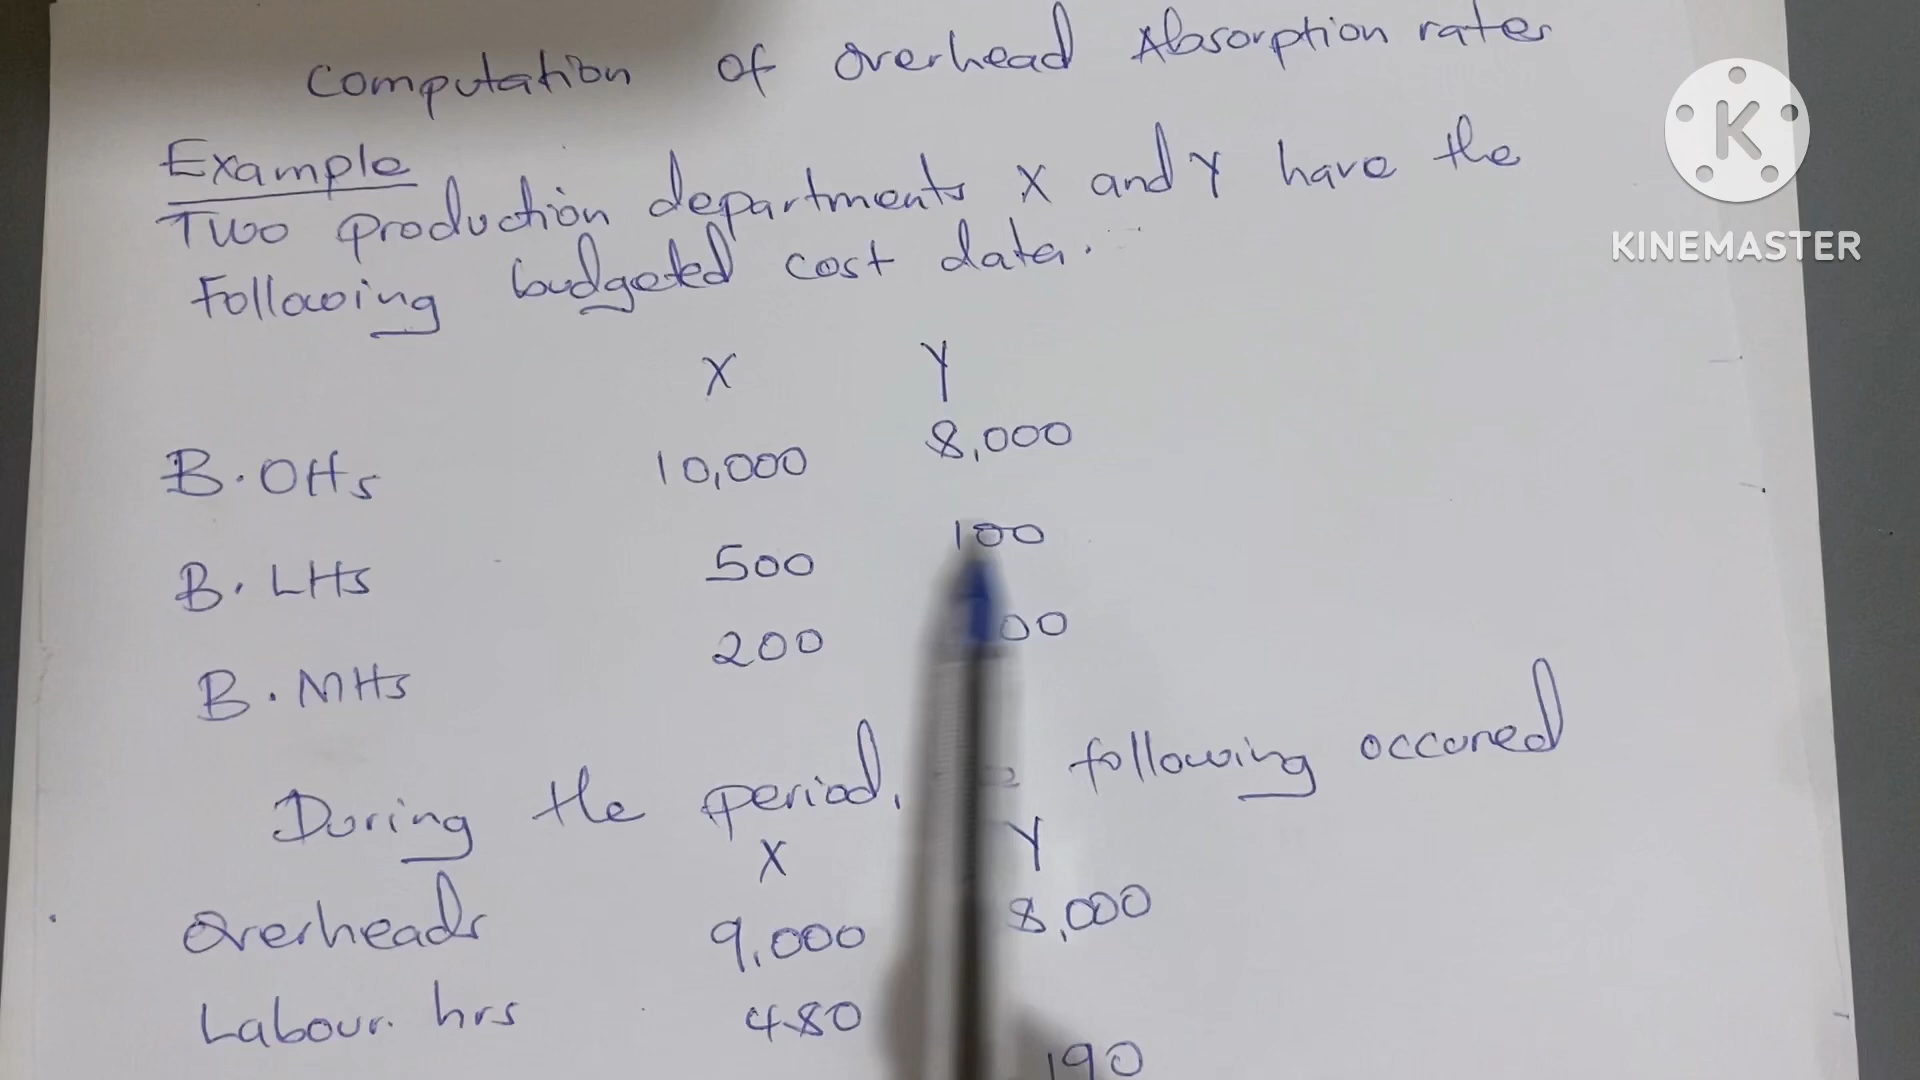 Computation of Overhead Absorption rates
Example
Two production departments X and Y have the
Following budgeted cost data.
X Y
B.OHs 10,000 8,000
B.LHs 500 100
B.MHs 200
During the period, following occured
X Y
Overheads 9,000 8,000
Labour. hrs 480
190
K
KINEMASTER